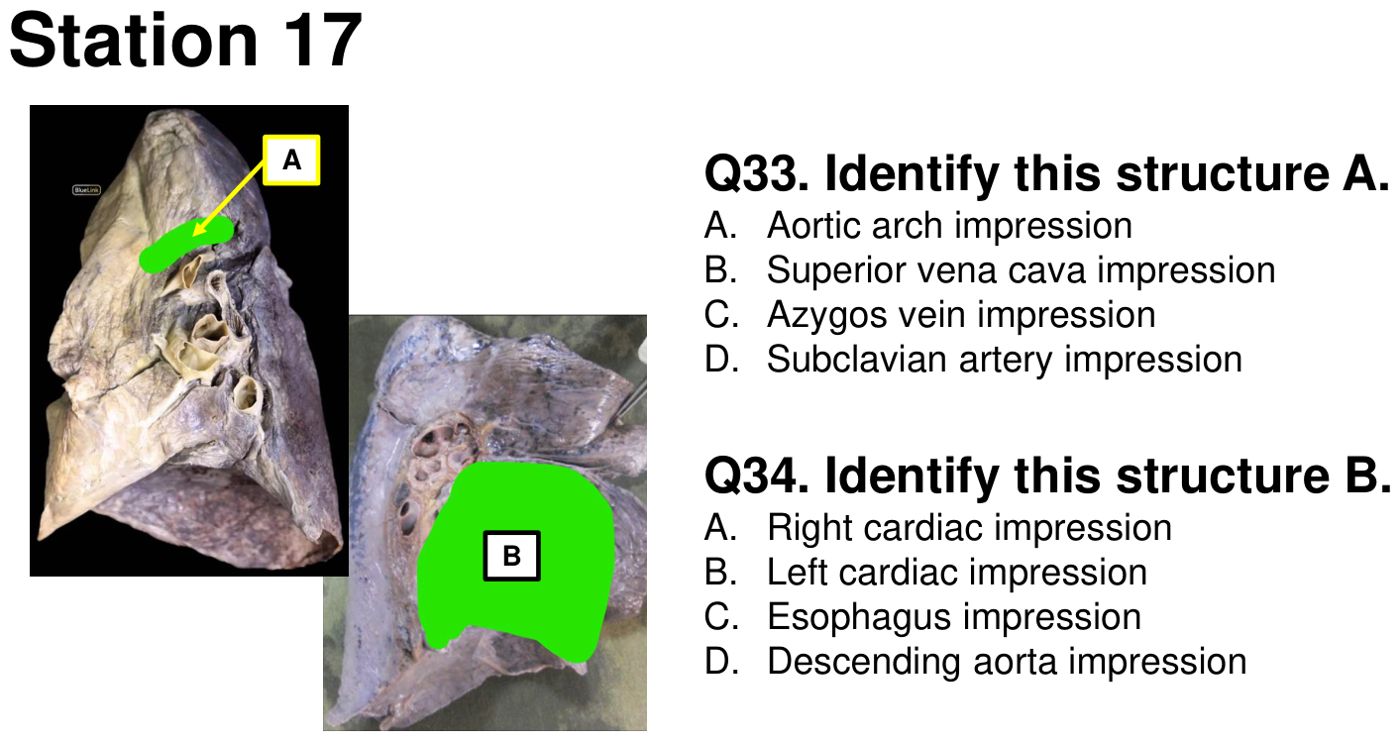 Station 17
A
BlueLink
B
Q33. Identify this structure A.
A. Aortic arch impression
B. Superior vena cava impression
C. Azygos vein impression
D. Subclavian artery impression
Q34. Identify this structure B.
A. Right cardiac impression
B. Left cardiac impression
C. Esophagus impression
D. Descending aorta impression